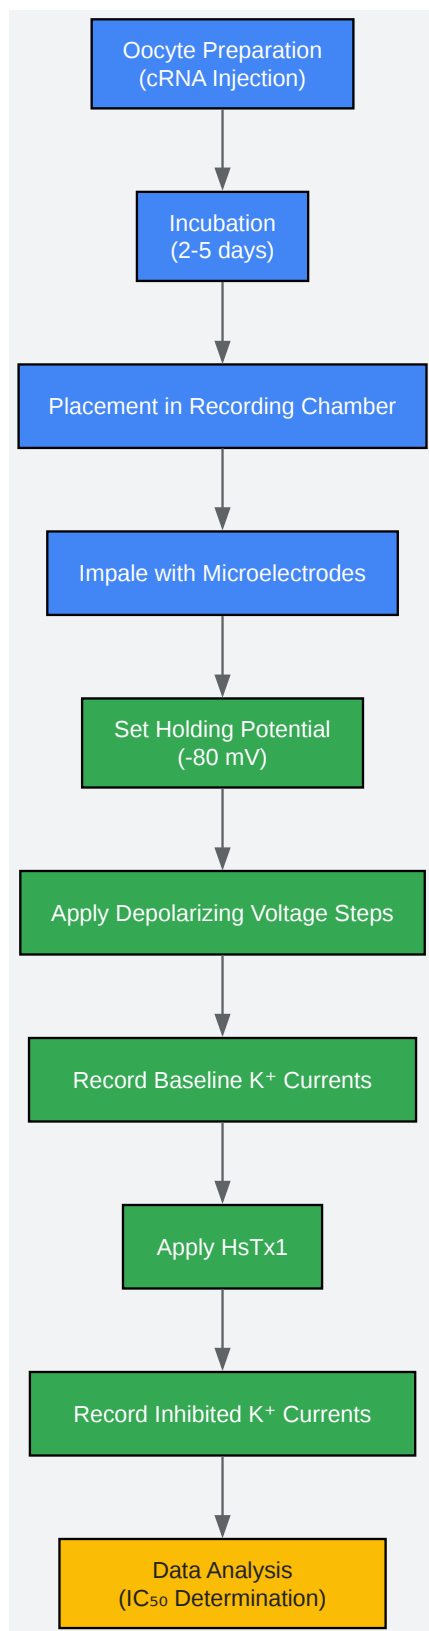 Oocyte Preparation
(cRNA Injection)
Incubation
(2-5 days)
Placement in Recording Chamber
Impale with Microelectrodes
Set Holding Potential
(-80 mV)
Apply Depolarizing Voltage Steps
Record Baseline K⁺ Currents
Apply HsTx1
Record Inhibited K⁺ Currents
Data Analysis
(IC₅₀ Determination)